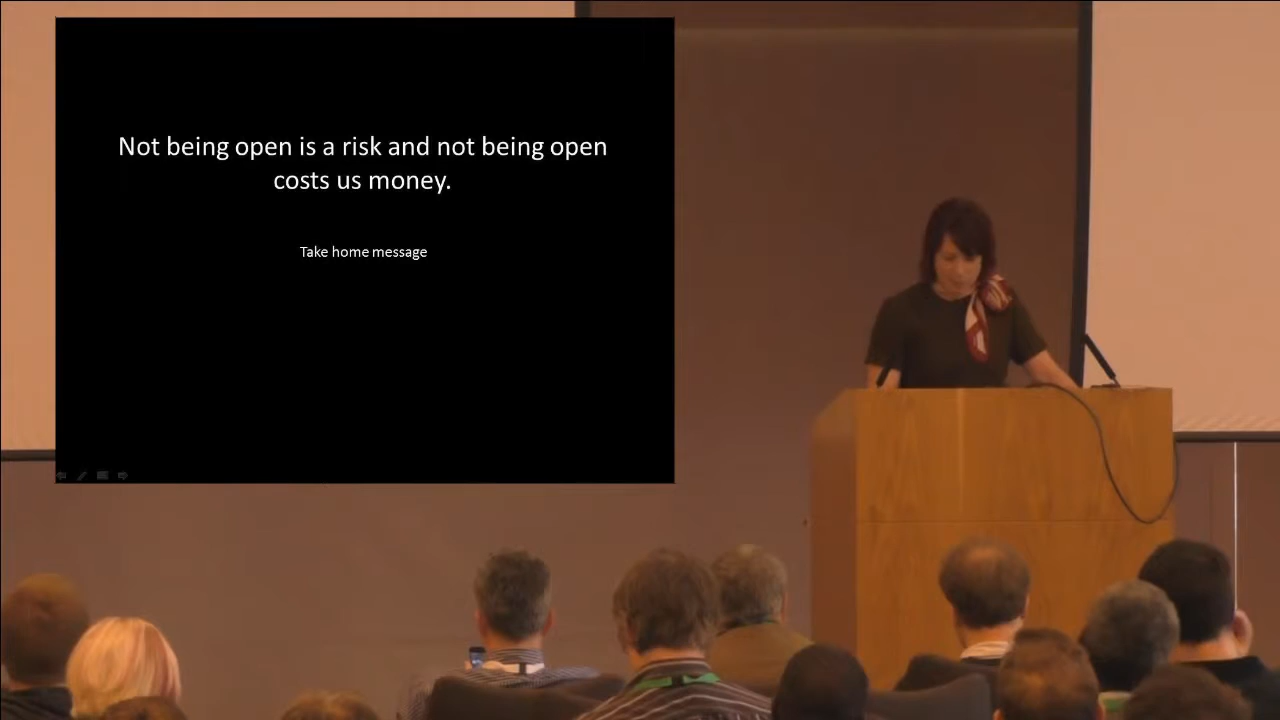 Not being open is a risk and not being open
costs us money.
Take home message